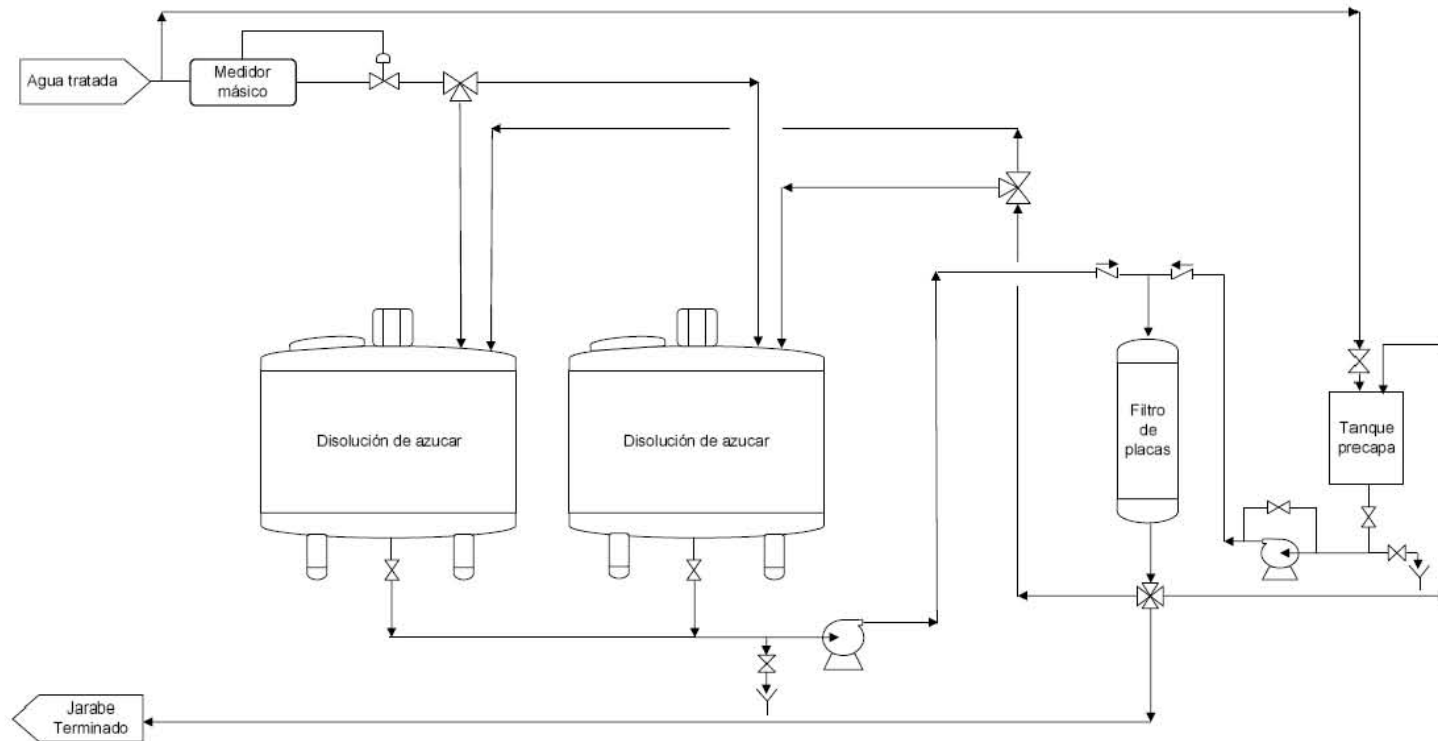 Agua tratada
Medidor
másico
Disolución de azucar
Disolución de azucar
Filtro
de
placas
Tanque
precapa
Jarabe
Terminado